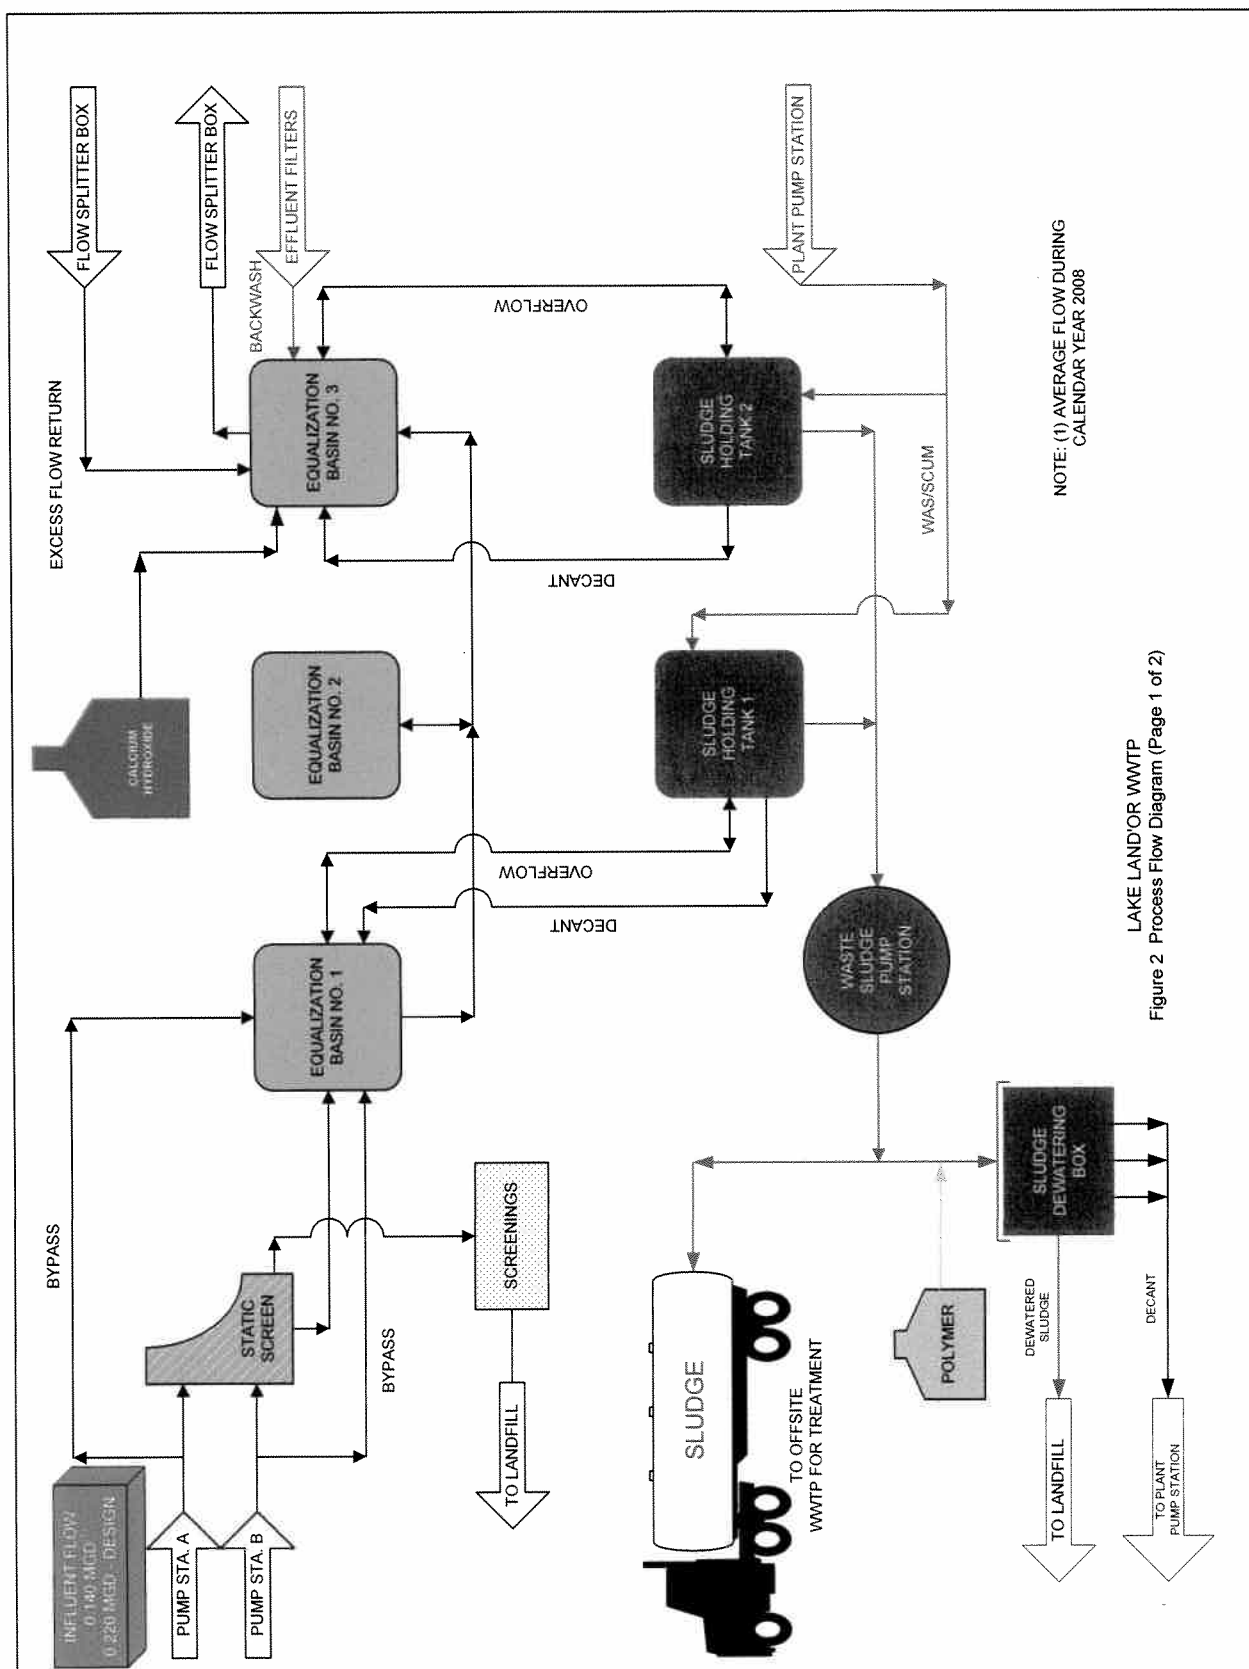 INFLUENT FLOW
0.140 MGD
0.220 MGD - DESIGN
PUMP STA. A
PUMP STA. B
BYPASS
STATIC
SCREEN
BYPASS
SCREENINGS
TO LANDFILL
EQUALIZATION
BASIN NO. 1
CALCIUM
HYDROXIDE
EQUALIZATION
BASIN NO. 2
EXCESS FLOW RETURN
EQUALIZATION
BASIN NO. 3
FLOW SPLITTER BOX
FLOW SPLITTER BOX
BACKWASH
EFFLUENT FILTERS
DECANT
OVERFLOW
DECANT
OVERFLOW
SLUDGE
HOLDING
TANK 1
SLUDGE
HOLDING
TANK 2
PLANT PUMP STATION
WAS/SCUM
WASTE
SLUDGE
PUMP
STATION
SLUDGE
TO OFFSITE
WWTP FOR TREATMENT
POLYMER
SLUDGE
DEWATERING
BOX
DEWATERED
SLUDGE
DECANT
TO LANDFILL
TO PLANT
PUMP STATION
NOTE: (1) AVERAGE FLOW DURING
CALENDAR YEAR 2008
LAKE LAND'OR WWTP
Figure 2 Process Flow Diagram (Page 1 of 2)